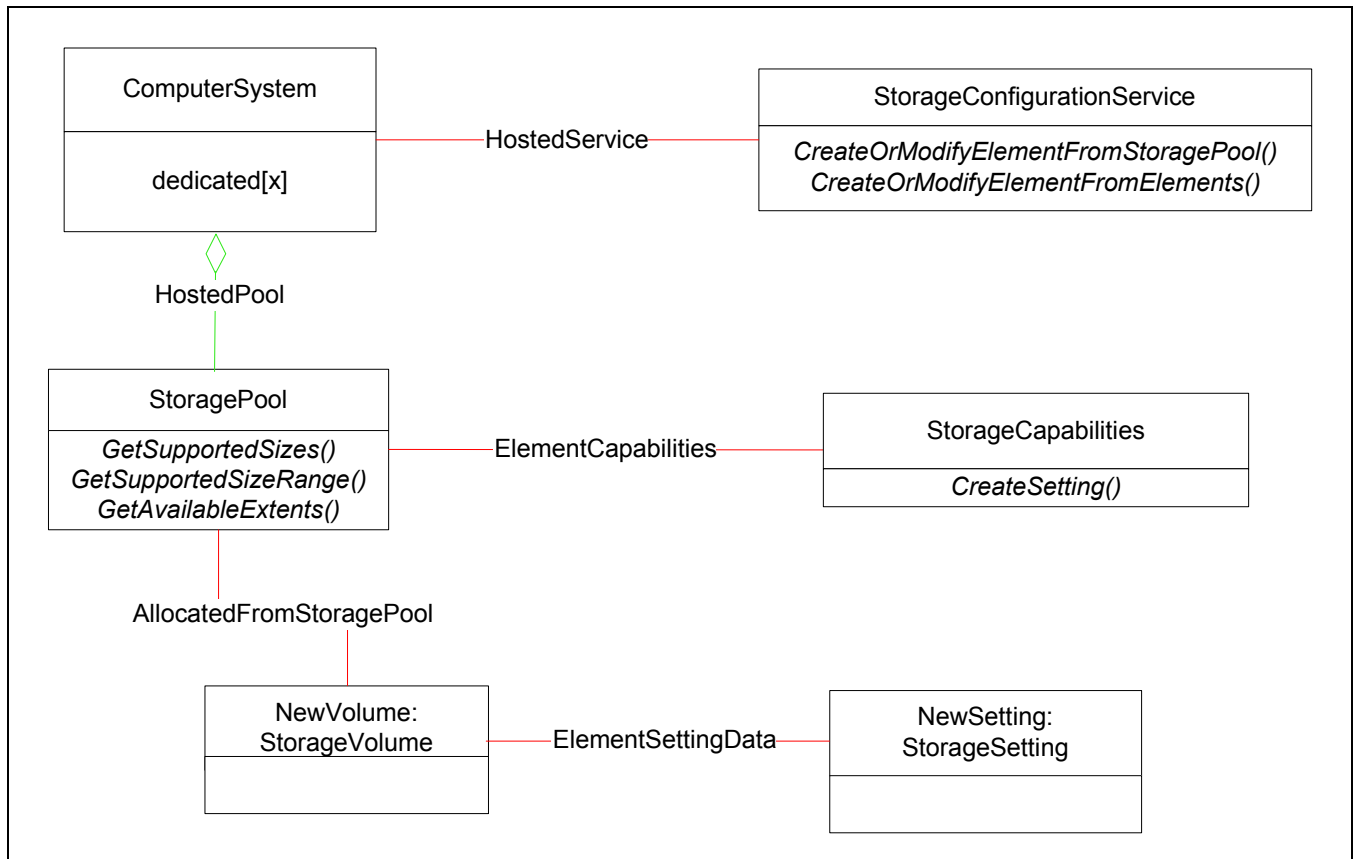 ComputerSystem
dedicated[x]
HostedService
StorageConfigurationService
CreateOrModifyElementFromStoragePool()
CreateOrModifyElementFromElements()
HostedPool
StoragePool
GetSupportedSizes()
GetSupportedSizeRange()
GetAvailableExtents()
ElementCapabilities
StorageCapabilities
CreateSetting()
AllocatedFromStoragePool
NewVolume:
StorageVolume
ElementSettingData
NewSetting:
StorageSetting